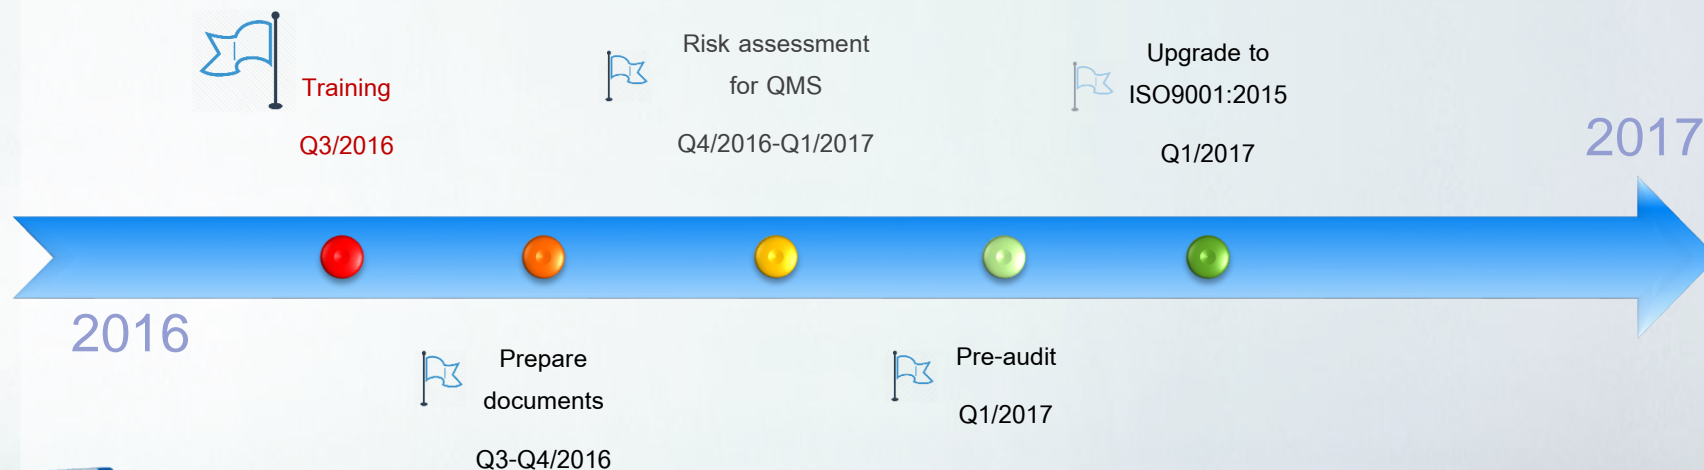 Training
Q3/2016
Risk assessment
for QMS
Q4/2016-Q1/2017
Upgrade to
ISO9001:2015
Q1/2017
2017
2016
Prepare
documents
Q3-Q4/2016
Pre-audit
Q1/2017